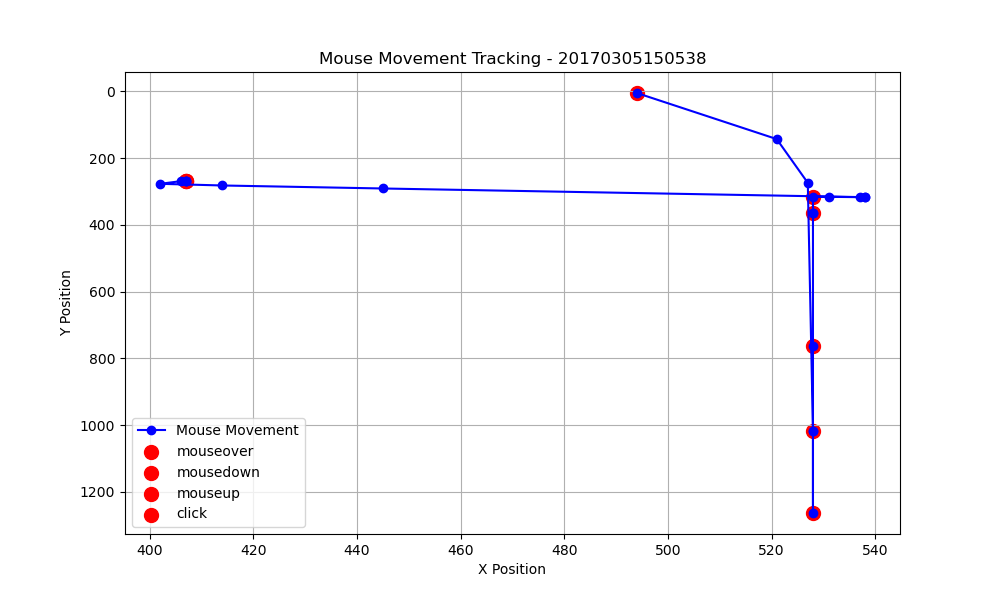 Mouse Movement Tracking - 20170305150538
0
200
400
600
800
1000
1200
Y Position
Mouse Movement
mouseover
mousedown
mouseup
click
400 420 440 460 480 500 520 540
X Position